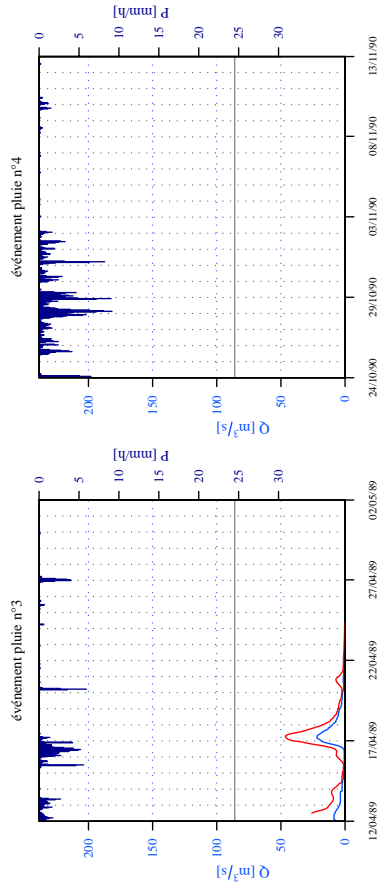 événement pluie n°3
0 5 10 15 20 25 30
P [mm/h]
200 150 100 50 0
Q [m³/s]
12/04/89 17/04/89 22/04/89 27/04/89 02/05/89
événement pluie n°4
0 5 10 15 20 25 30
P [mm/h]
200 150 100 50 0
Q [m³/s]
24/10/90 29/10/90 03/11/90 08/11/90 13/11/90